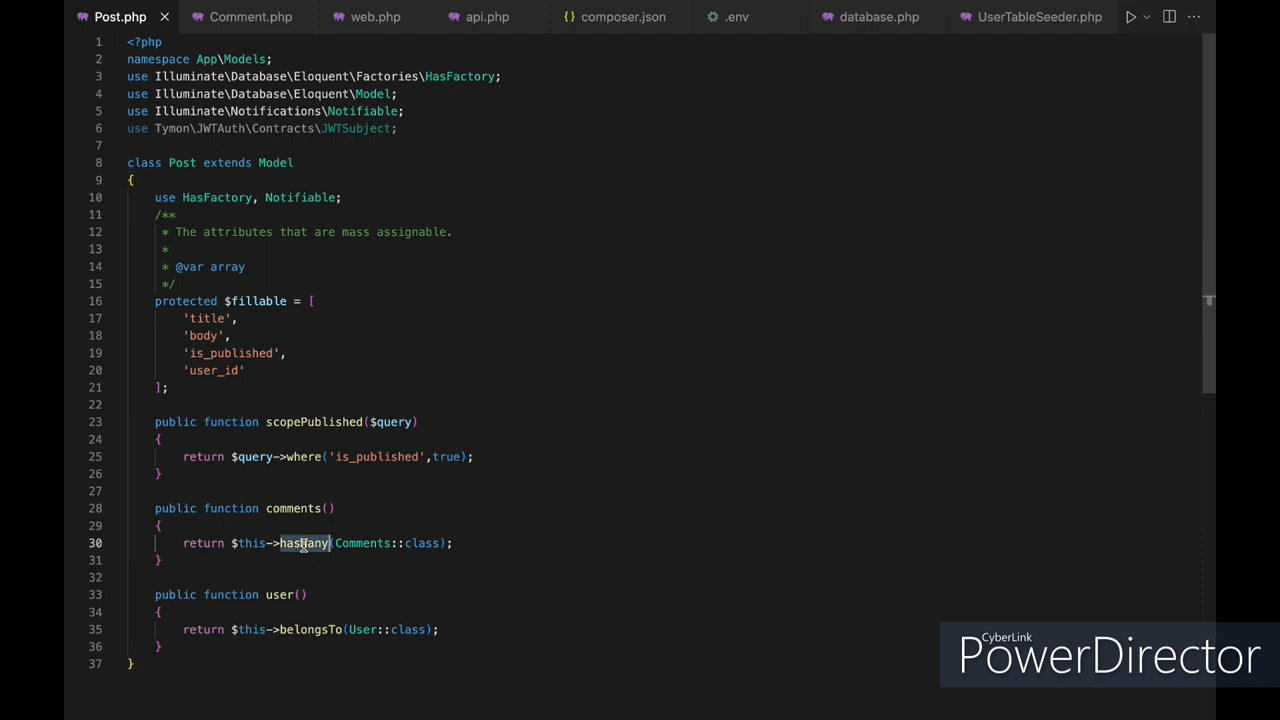 Post.php Comment.php web.php api.php {} composer.json .env database.php UserTableSeeder.php ...
1 <?php
2 namespace App\Models;
3 use Illuminate\Database\Eloquent\Factories\HasFactory;
4 use Illuminate\Database\Eloquent\Model;
5 use Illuminate\Notifications\Notifiable;
6 use Tymon\JWTAuth\Contracts\JWTSubject;
7
8 class Post extends Model
9 {
10 use HasFactory, Notifiable;
11 /**
12 * The attributes that are mass assignable.
13 *
14 * @var array
15 */
16 protected $fillable = [
17 'title',
18 'body',
19 'is_published',
20 'user_id'
21 ];
22
23 public function scopePublished($query)
24 {
25 return $query->where('is_published',true);
26 }
27
28 public function comments()
29 {
30 return $this->hasMany(Comments::class);
31 }
32
33 public function user()
34 {
35 return $this->belongsTo(User::class);
36 }
37 }
CyberLink
PowerDirector